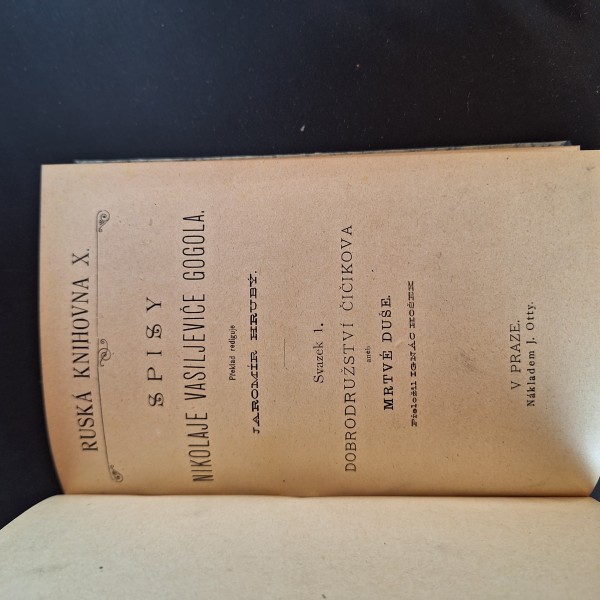 RUSKÁ KNIHOVNA X.
SPISY
NIKOLAJE VASILJEVIČE GOGOLA.
Překlad rediguje
JAROMÍR HRUBÝ.
Svazek 1.
DOBRODRUŽSTVÍ ČIČIKOVA
aneb
MRTVÉ DUŠE.
Přeložil IGNÁC HOŠEK
V PRAZE.
Nákladem J. Otty.